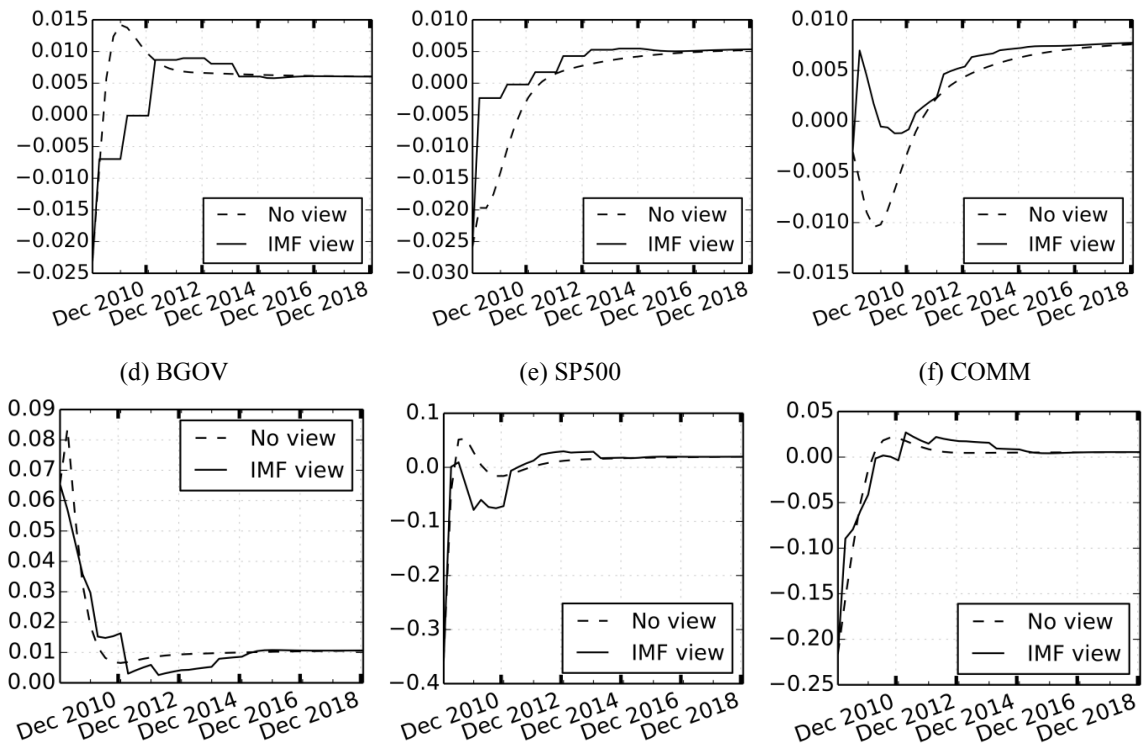 0.015
0.010
0.005
0.000
−0.005
−0.010
−0.015
−0.020
−0.025
No view
IMF view
Dec 2010
Dec 2012
Dec 2014
Dec 2016
Dec 2018
0.010
0.005
0.000
−0.005
−0.010
−0.015
−0.020
−0.025
−0.030
No view
IMF view
Dec 2010
Dec 2012
Dec 2014
Dec 2016
Dec 2018
0.010
0.005
0.000
−0.005
−0.010
−0.015
No view
IMF view
Dec 2010
Dec 2012
Dec 2014
Dec 2016
Dec 2018
(d) BGOV
(e) SP500
(f) COMM
0.09
0.08
0.07
0.06
0.05
0.04
0.03
0.02
0.01
0.00
No view
IMF view
Dec 2010
Dec 2012
Dec 2014
Dec 2016
Dec 2018
0.1
0.0
−0.1
−0.2
−0.3
−0.4
No view
IMF view
Dec 2010
Dec 2012
Dec 2014
Dec 2016
Dec 2018
0.05
0.00
−0.05
−0.10
−0.15
−0.20
−0.25
No view
IMF view
Dec 2010
Dec 2012
Dec 2014
Dec 2016
Dec 2018